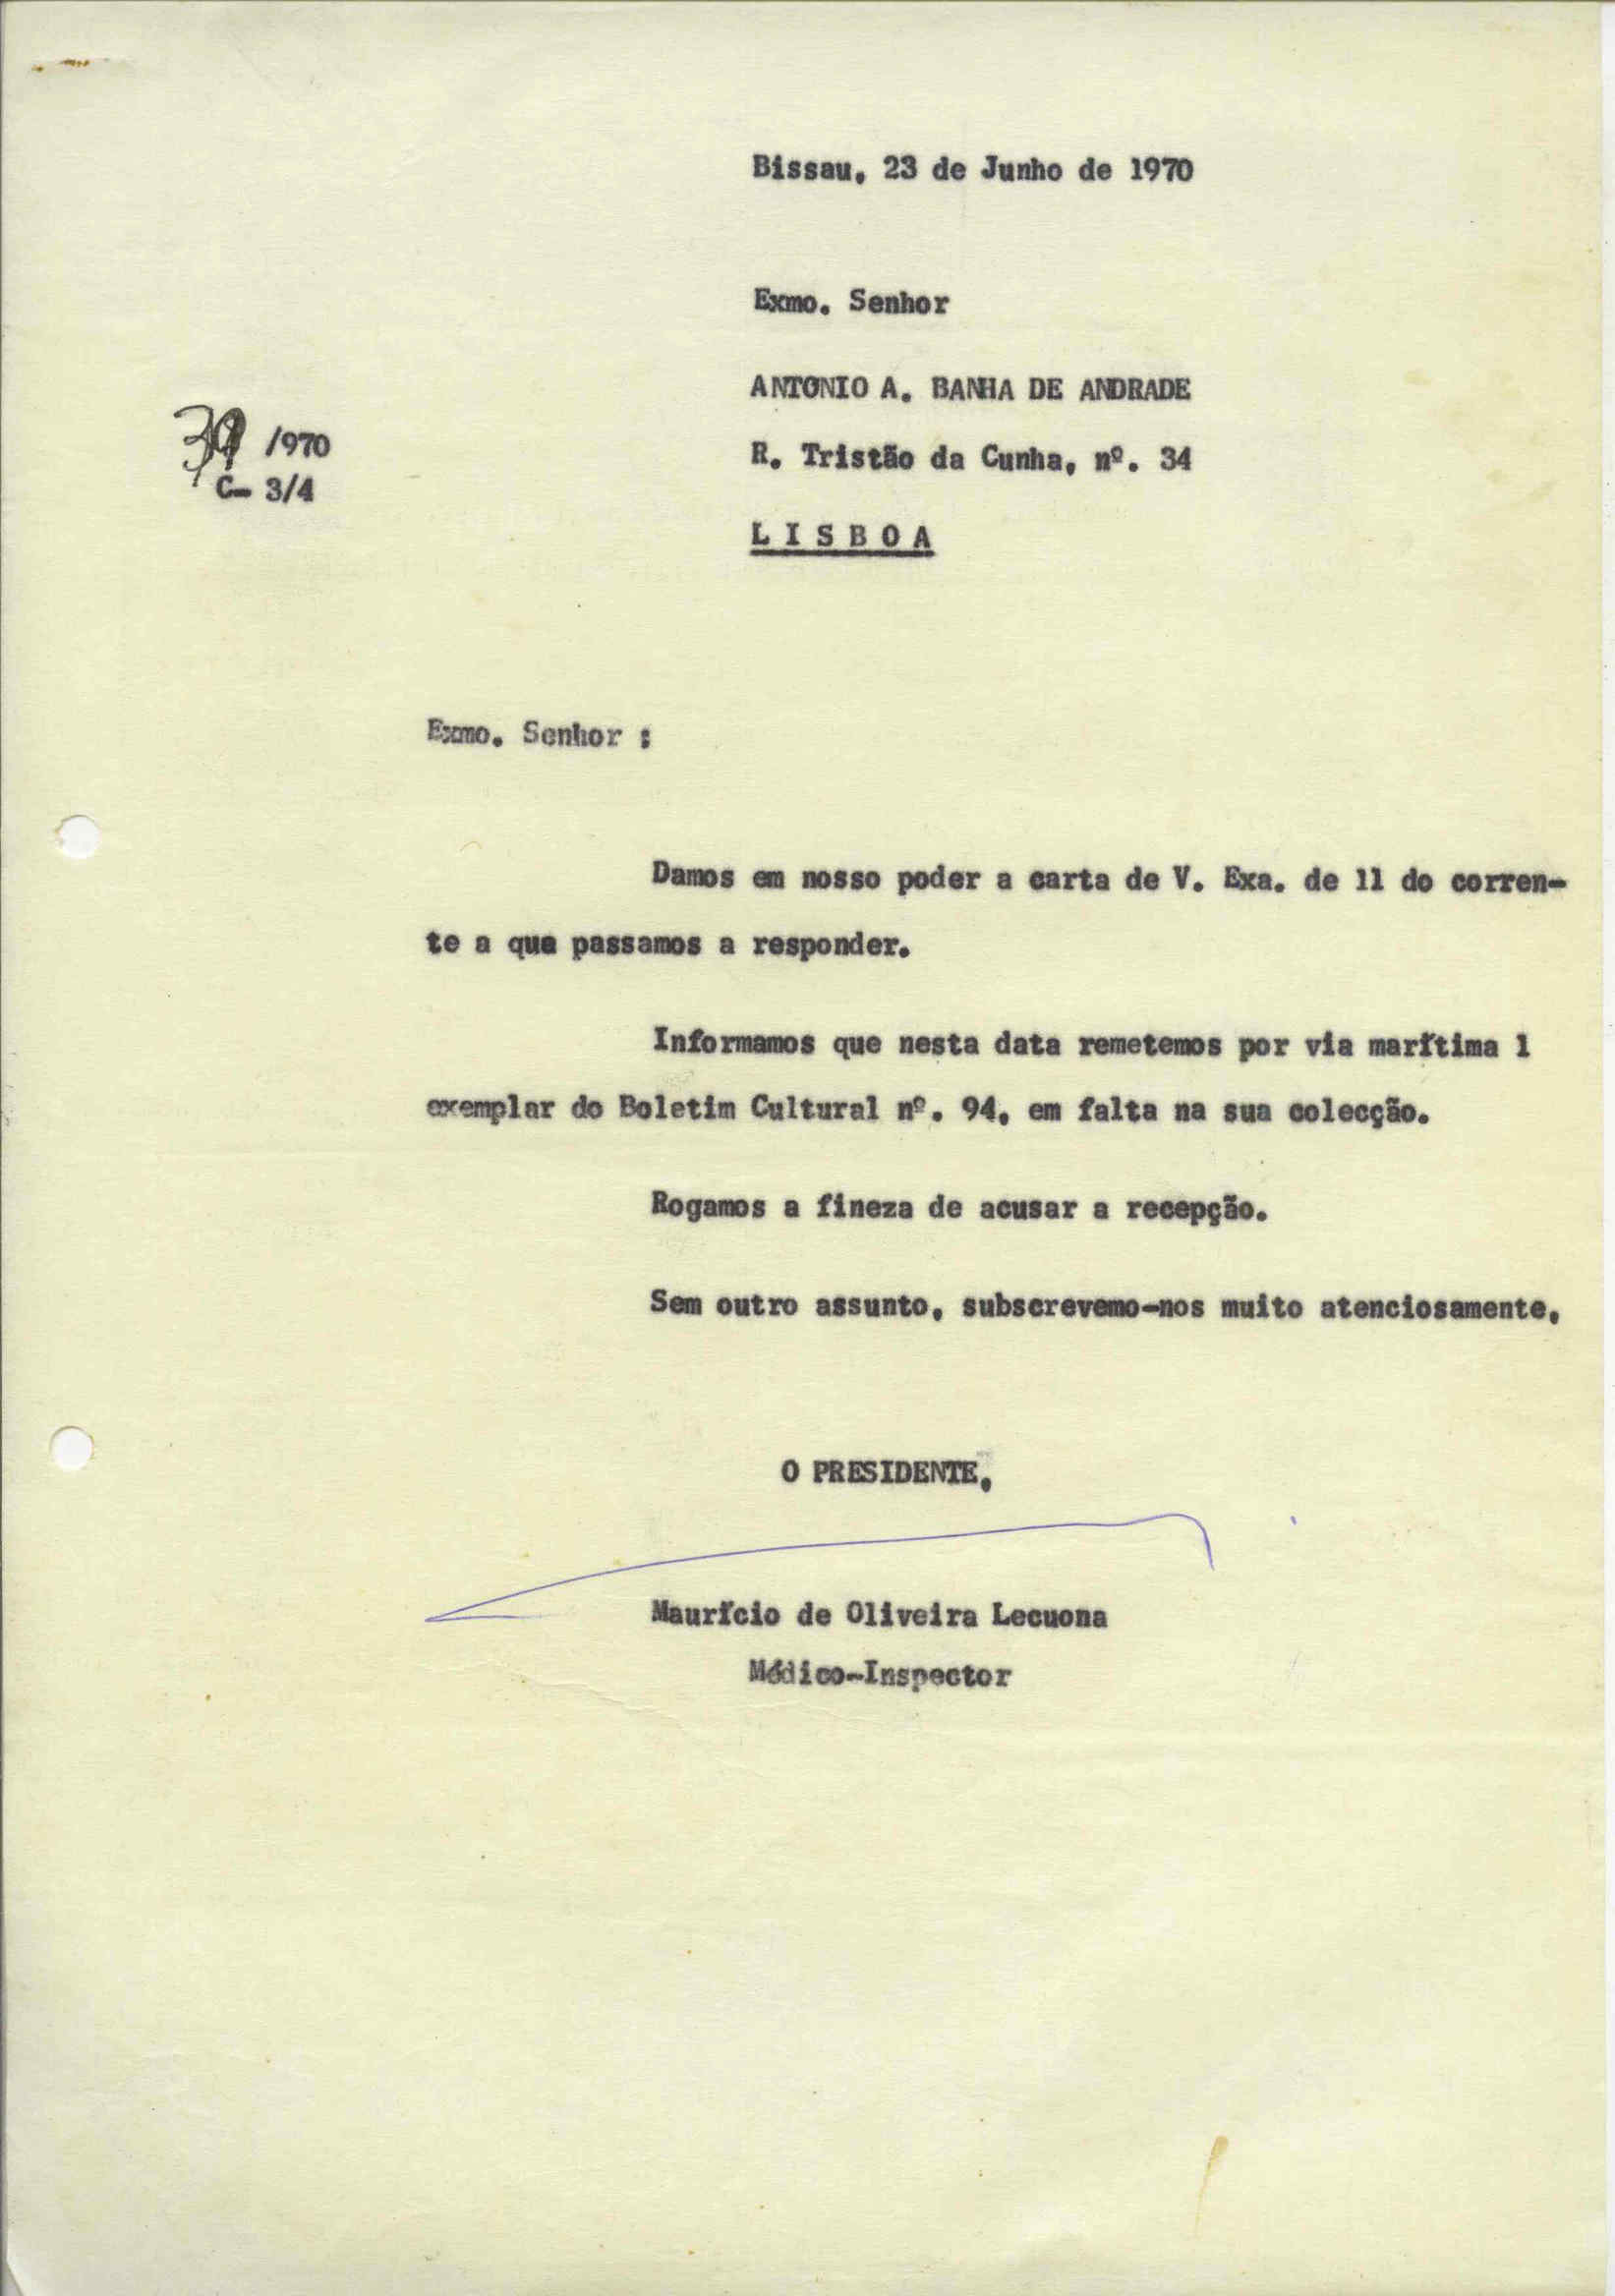 Bissau, 23 de Junho de 1970
Exmo. Senhor
ANTONIO A. BANHA DE ANDRADE
R. Tristão da Cunha, nº. 34
/970
C- 3/4
LISBOA
Exmo. Senhor :
Damos em nosso poder a carta de V. Exa. de 11 do corren-
te a que passamos a responder.
Informamos que nesta data remetemos por via marítima 1
exemplar do Boletim Cultural nº. 94, em falta na sua colecção.
Rogamos a fineza de acusar a recepção.
Sem outro assunto, subscrevemo-nos muito atenciosamente,
O PRESIDENTE,
Maurício de Oliveira Lecuona
Médico-Inspector